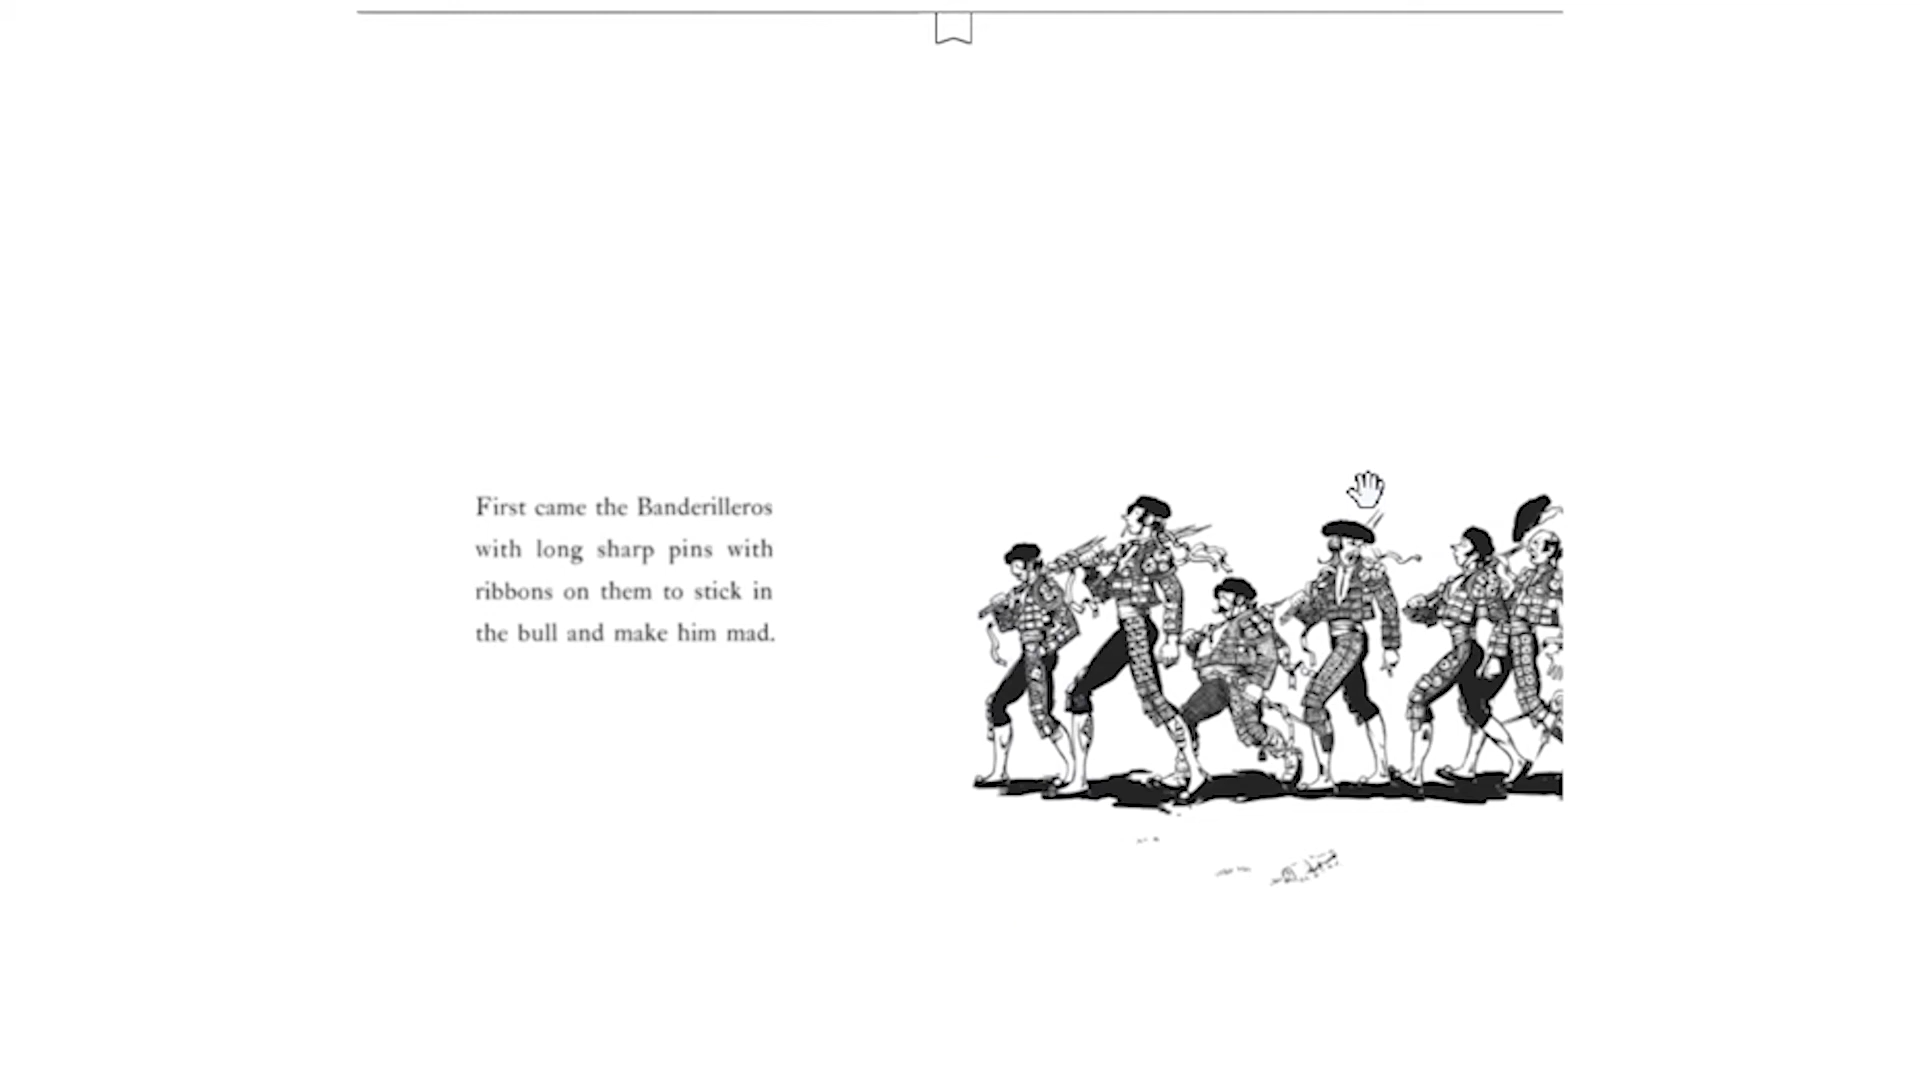 First came the Banderilleros
with long sharp pins with
ribbons on them to stick in
the bull and make him mad.